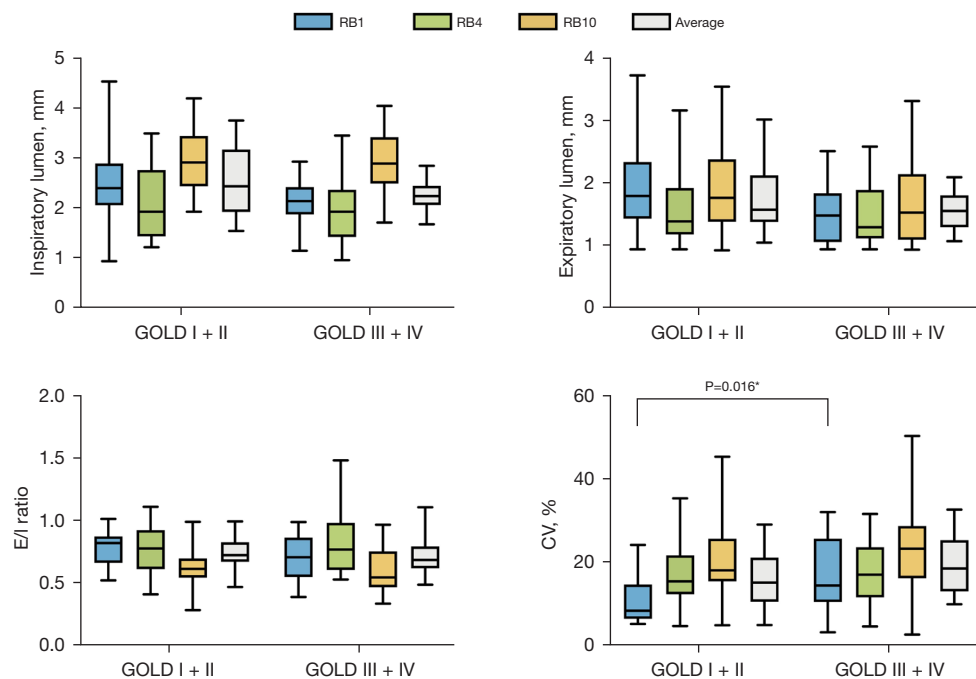 RB1 RB4 RB10 Average
Inspiratory lumen, mm
5
4
3
2
1
0
GOLD I + II GOLD III + IV
Expiratory lumen, mm
4
3
2
1
0
GOLD I + II GOLD III + IV
E/I ratio
2.0
1.5
1.0
0.5
0.0
GOLD I + II GOLD III + IV
CV, %
60
40
20
0
P=0.016*
GOLD I + II GOLD III + IV